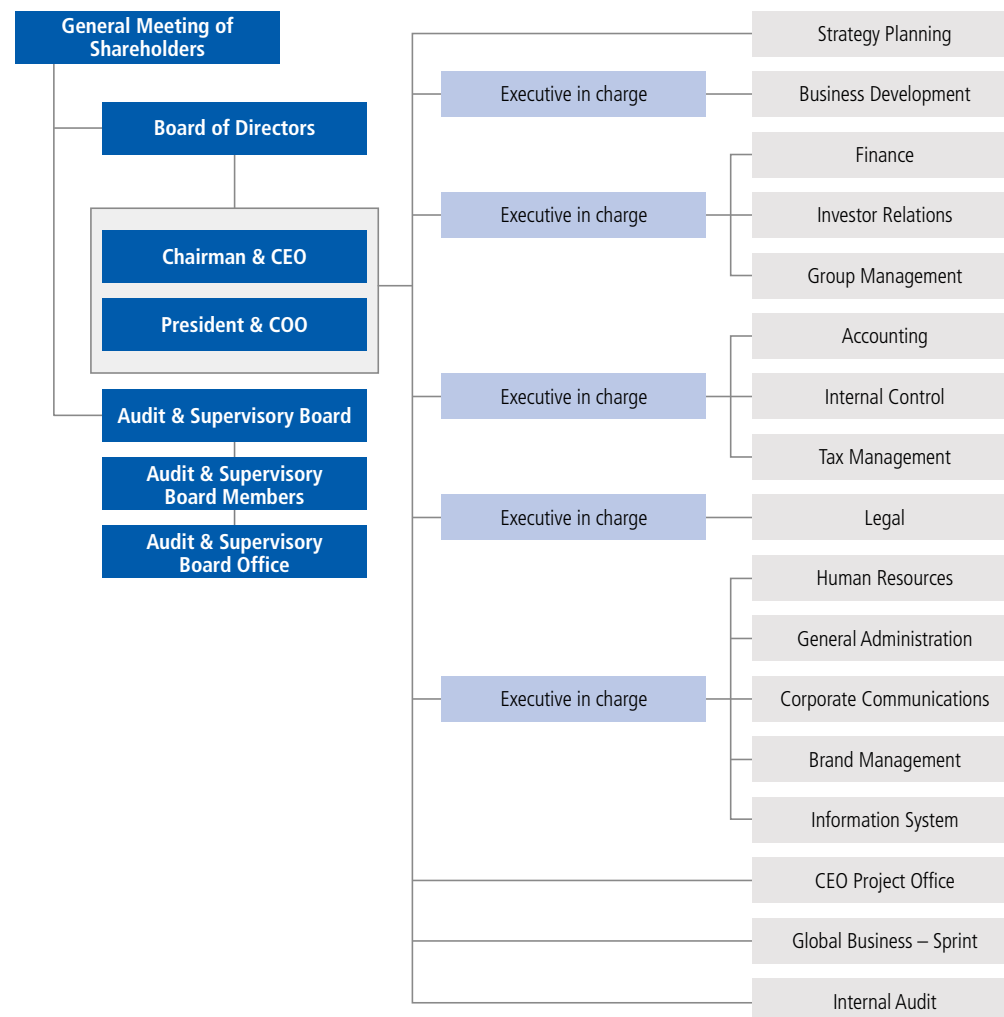 General Meeting of
Shareholders
Board of Directors
Chairman & CEO
President & COO
Audit & Supervisory Board
Audit & Supervisory
Board Members
Audit & Supervisory
Board Office
Executive in charge
Executive in charge
Executive in charge
Executive in charge
Executive in charge
Strategy Planning
Business Development
Finance
Investor Relations
Group Management
Accounting
Internal Control
Tax Management
Legal
Human Resources
General Administration
Corporate Communications
Brand Management
Information System
CEO Project Office
Global Business – Sprint
Internal Audit